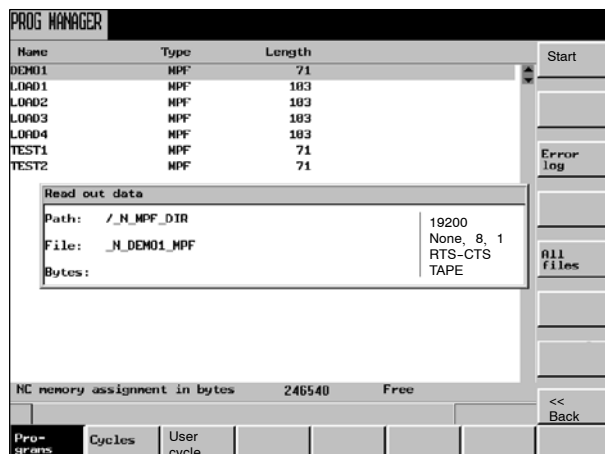 PROG MANAGER
Name Type Length
DEMO1 MPF 71
LOAD1 MPF 103
LOAD2 MPF 103
LOAD3 MPF 103
LOAD4 MPF 103
TEST1 MPF 71
TEST2 MPF 71
Read out data
Path: /_N_MPF_DIR
File: _N_DEMO1_MPF
Bytes:
19200
None, 8, 1
RTS-CTS
TAPE
NC memory assignment in bytes 246540 Free
Start
Error
log
All
files
<<
Back
Pro-
grams
Cycles
User
cycle